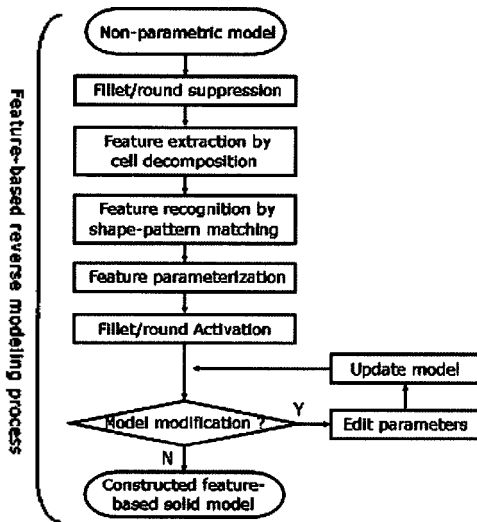 Feature-based reverse modeling process
Non-parametric model
Fillet/round suppression
Feature extraction by
cell decomposition
Feature recognition by
shape-pattern matching
Feature parameterization
Fillet/round Activation
Update model
Model modification ?
Y
Edit parameters
N
Constructed feature-
based solid model